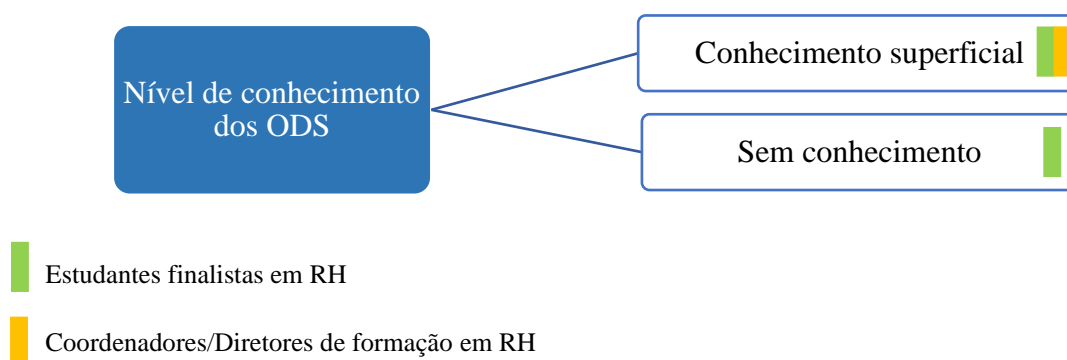 Nível de conhecimento
dos ODS
Conhecimento superficial
Sem conhecimento
Estudantes finalistas em RH
Coordenadores/Diretores de formação em RH